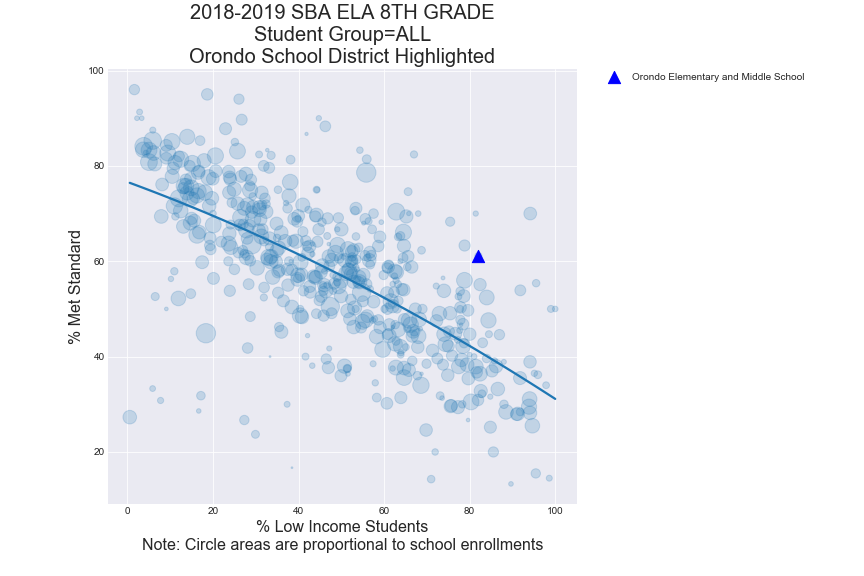 2018-2019 SBA ELA 8TH GRADE
Student Group=ALL
Orondo School District Highlighted
Orondo Elementary and Middle School
% Met Standard
100
80
60
40
20
0 20 40 60 80 100
% Low Income Students
Note: Circle areas are proportional to school enrollments